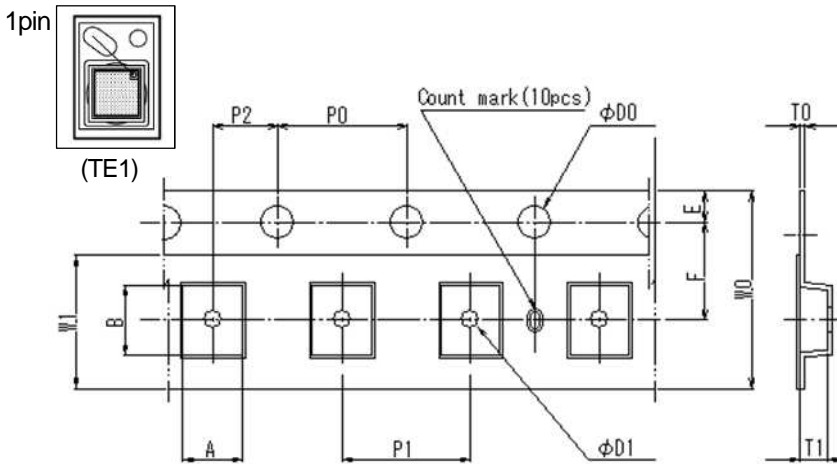 1pin
(TE1)
P2
P0
Count mark(10pcs)
φD0
T0
E
F
W0
W1
B
A
P1
φD1
T1